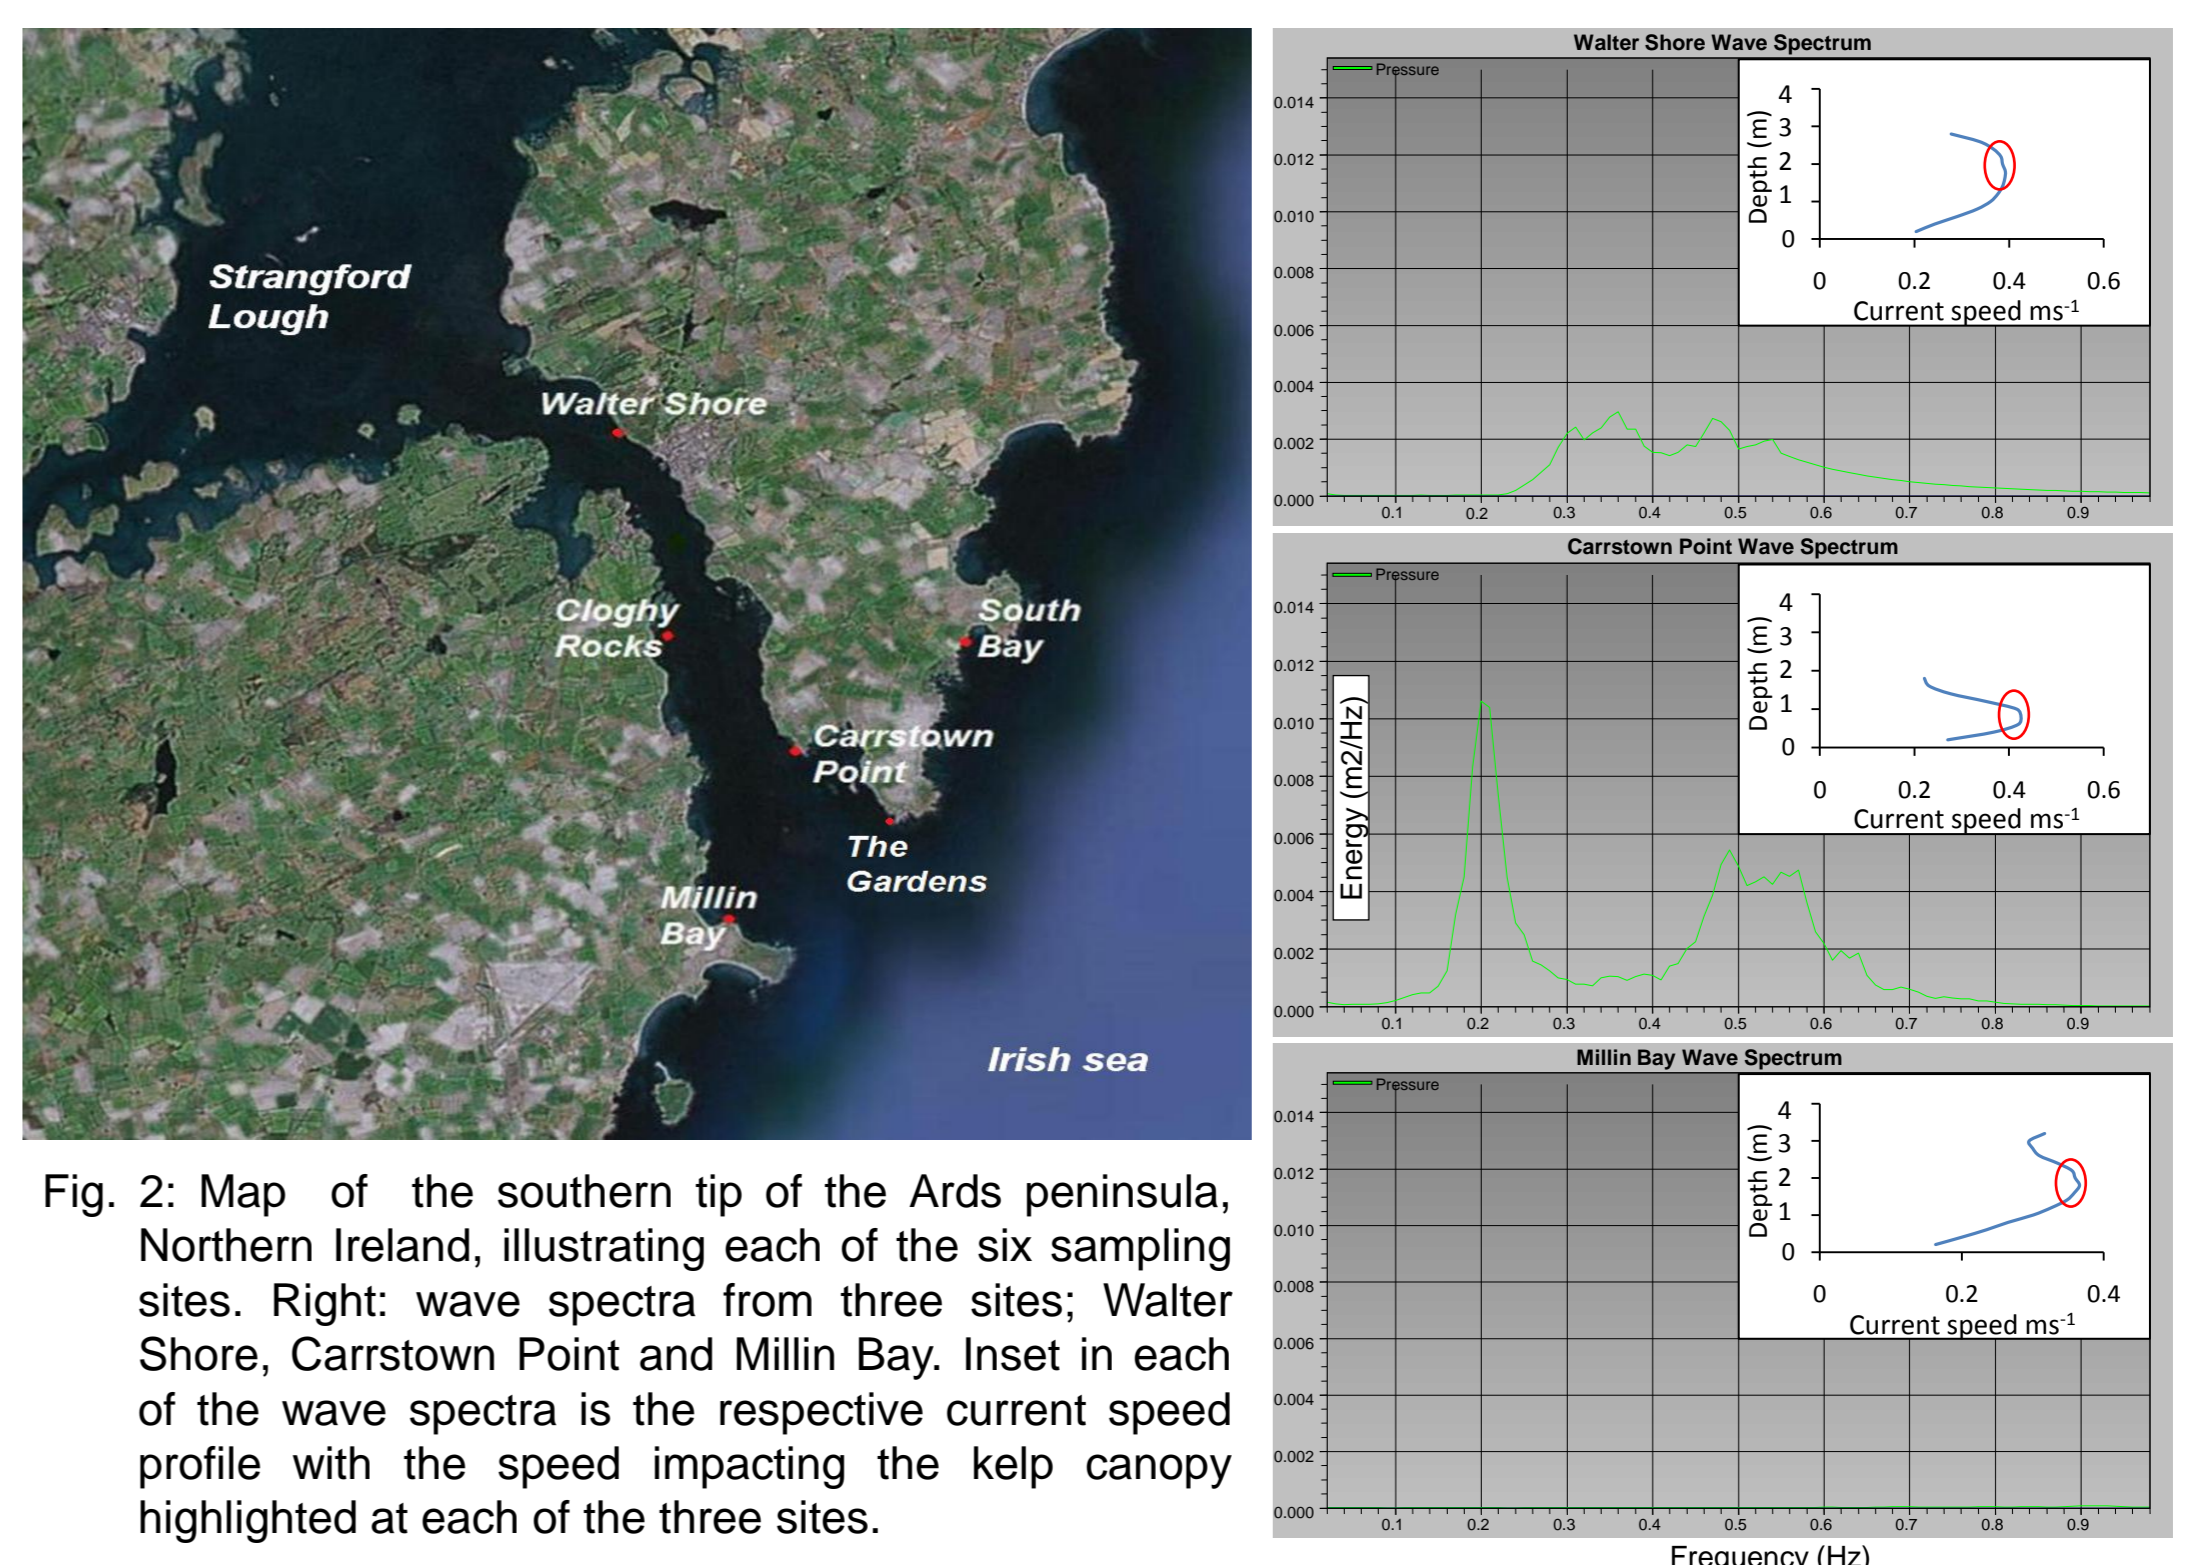 Strangford
Lough
Walter Shore
Cloghy
Rocks
South
Bay
Carrstown
Point
The
Gardens
Millin
Bay
Irish sea
Fig. 2: Map of the southern tip of the Ards peninsula,
Northern Ireland, illustrating each of the six sampling
sites. Right: wave spectra from three sites; Walter
Shore, Carrstown Point and Millin Bay. Inset in each
of the wave spectra is the respective current speed
profile with the speed impacting the kelp canopy
highlighted at each of the three sites.
Walter Shore Wave Spectrum
Pressure
0.014
0.012
0.010
0.008
0.006
0.004
0.002
0.000
0.1 0.2 0.3 0.4 0.5 0.6 0.7 0.8 0.9
Depth (m)
4
3
2
1
0
0 0.2 0.4 0.6
Current speed ms-1
Carrstown Point Wave Spectrum
Pressure
0.014
0.012
0.010
0.008
0.006
0.004
0.002
0.000
Energy (m2/Hz)
0.1 0.2 0.3 0.4 0.5 0.6 0.7 0.8 0.9
Depth (m)
4
3
2
1
0
0 0.2 0.4 0.6
Current speed ms-1
Millin Bay Wave Spectrum
Pressure
0.014
0.012
0.010
0.008
0.006
0.004
0.002
0.000
0.1 0.2 0.3 0.4 0.5 0.6 0.7 0.8 0.9
Depth (m)
4
3
2
1
0
0 0.2 0.4
Current speed ms-1
Frequency (Hz)